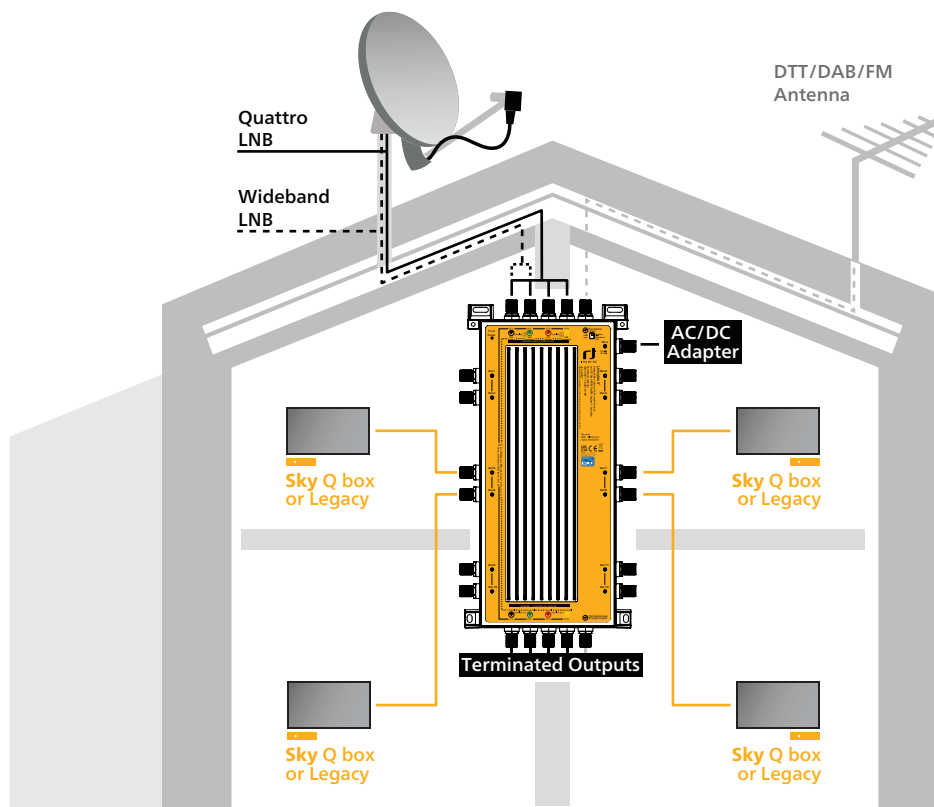 DTT/DAB/FM
Antenna
Quattro
LNB
Wideband
LNB
AC/DC
Adapter
Sky Q box
or Legacy
Sky Q box
or Legacy
Terminated Outputs
Sky Q box
or Legacy
Sky Q box
or Legacy